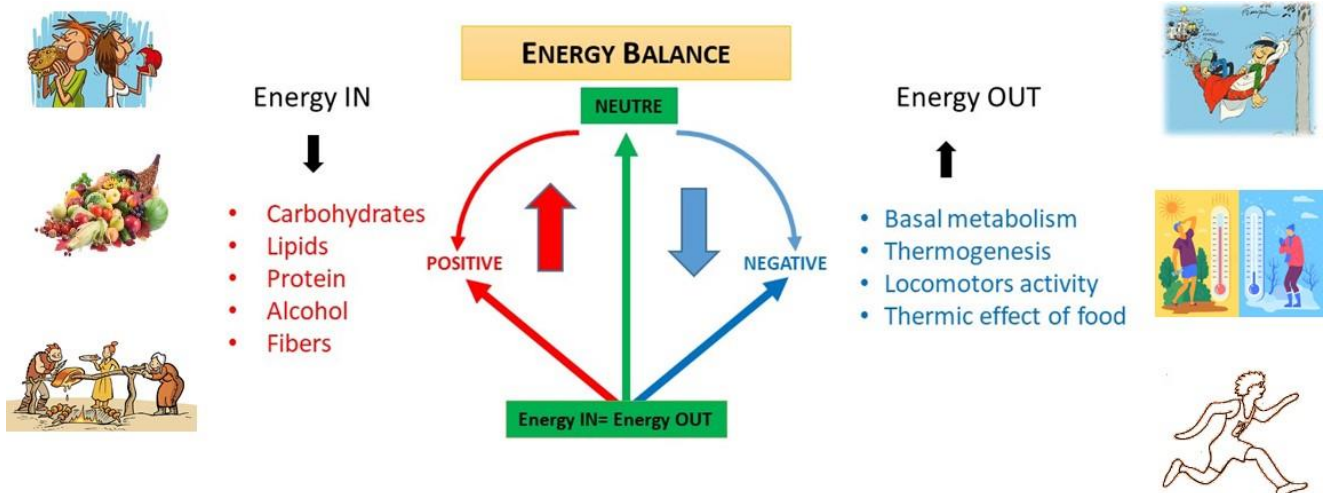 ENERGY BALANCE
Energy IN
NEUTRE
Energy OUT
• Carbohydrates
• Lipids
• Protein
• Alcohol
• Fibers
POSITIVE
NEGATIVE
• Basal metabolism
• Thermogenesis
• Locomotors activity
• Thermic effect of food
Energy IN= Energy OUT